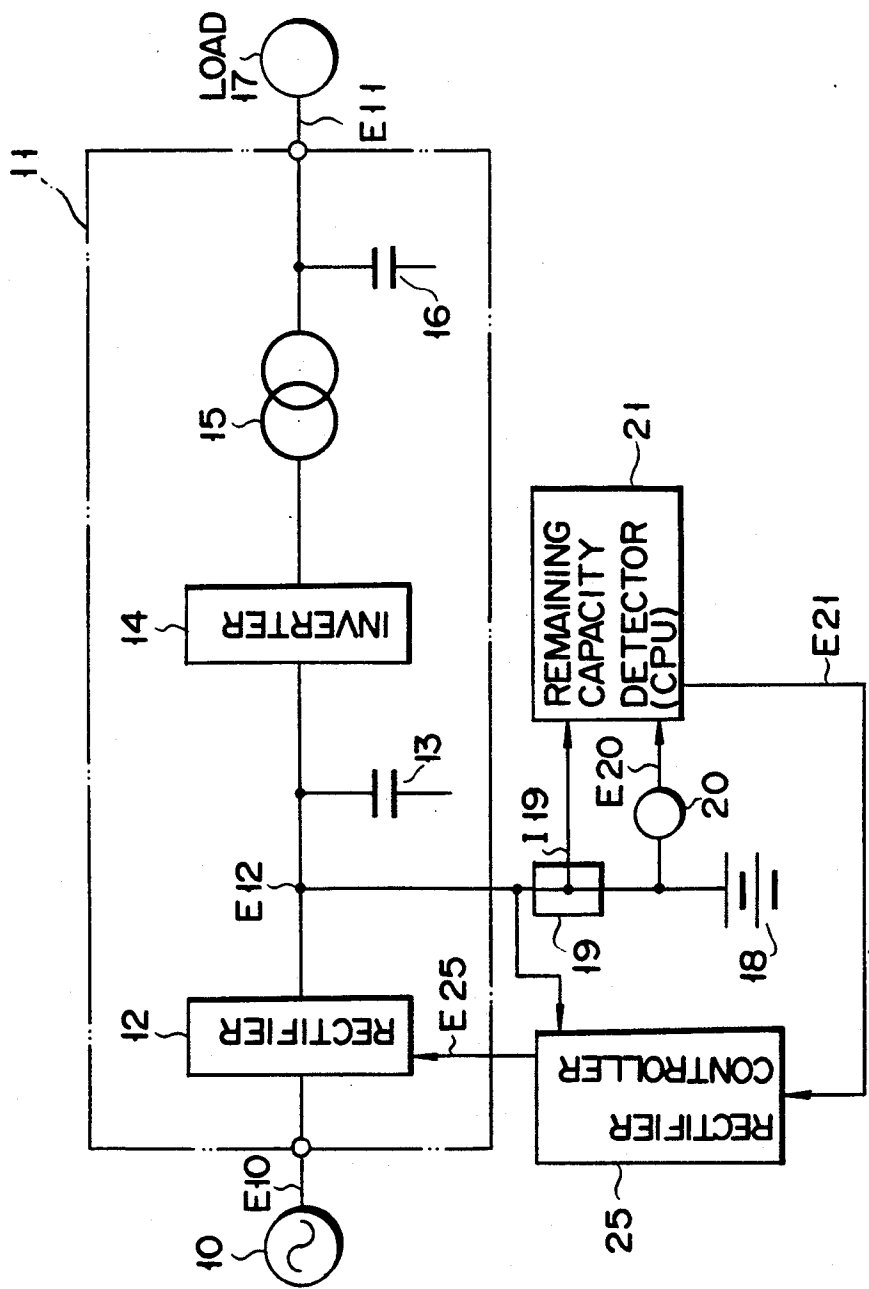 11
LOAD
17
E11
16
15
14
INVERTER
13
E12
12
RECTIFIER
E10
10
E25
REMAINING
CAPACITY
DETECTOR
(CPU)
21
I19
E20
20
19
18
E21
RECTIFIER
CONTROLLER
25